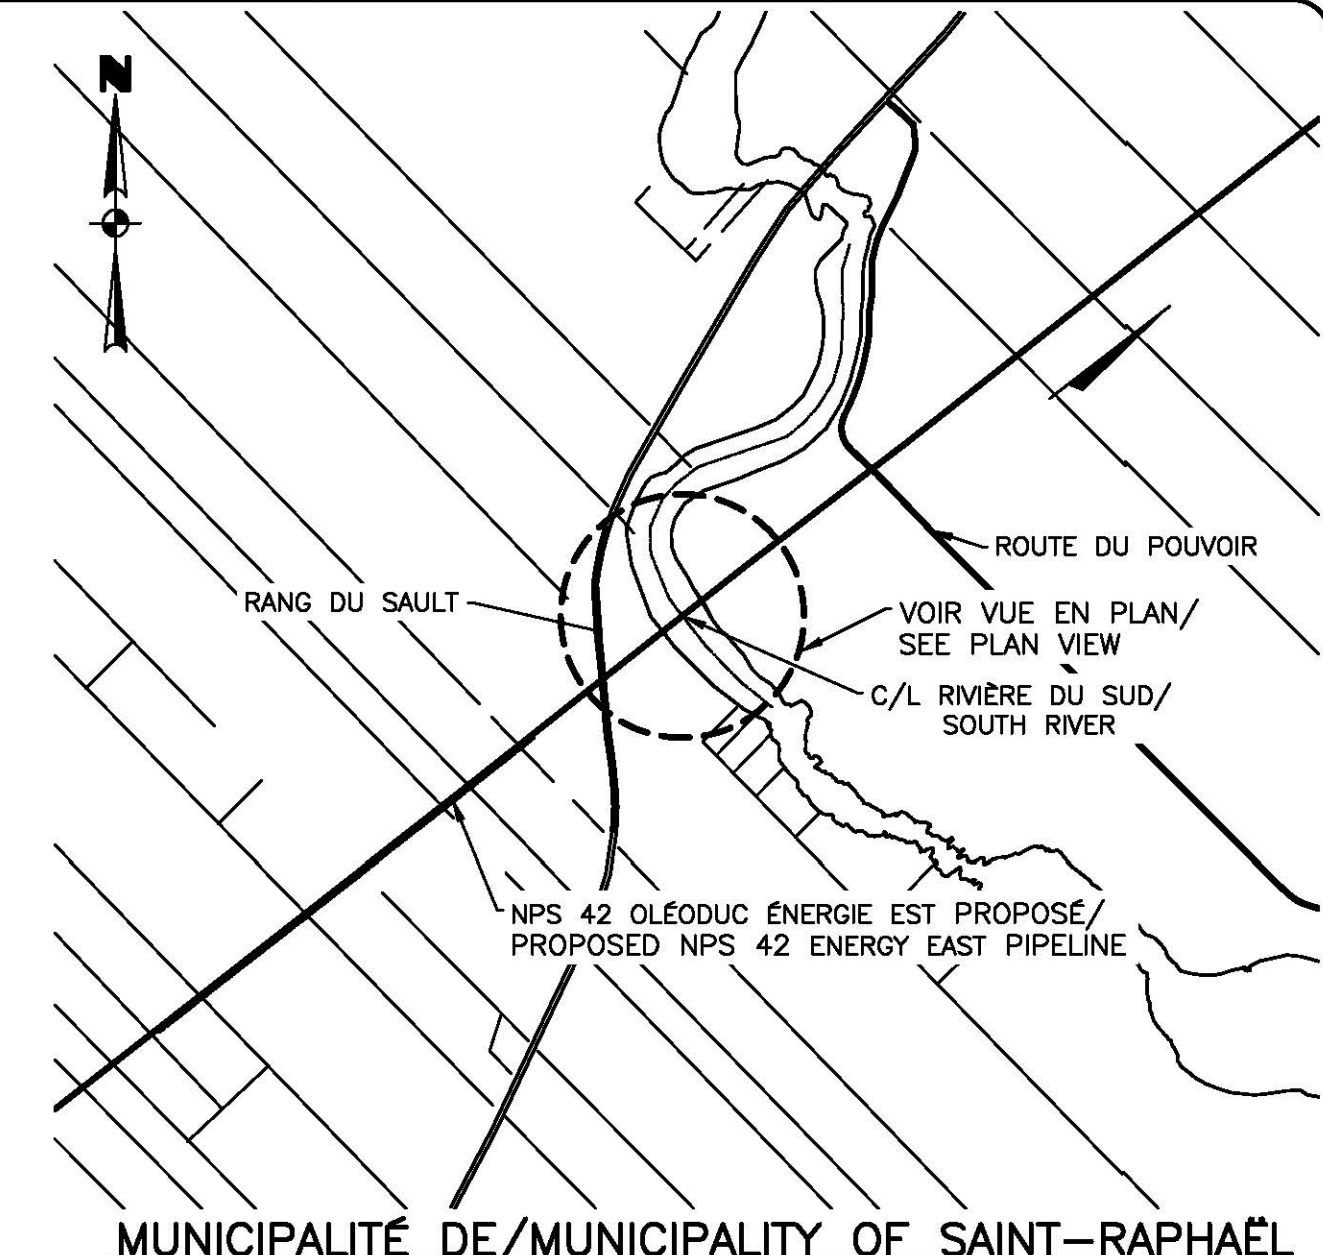 N
ROUTE DU POUVOIR
RANG DU SAULT
VOIR VUE EN PLAN/
SEE PLAN VIEW
C/L RIVIÈRE DU SUD/
SOUTH RIVER
NPS 42 OLÉODUC ÉNERGIE EST PROPOSÉ/
PROPOSED NPS 42 ENERGY EAST PIPELINE
MUNICIPALITÉ DE/MUNICIPALITY OF SAINT-RAPHAËL